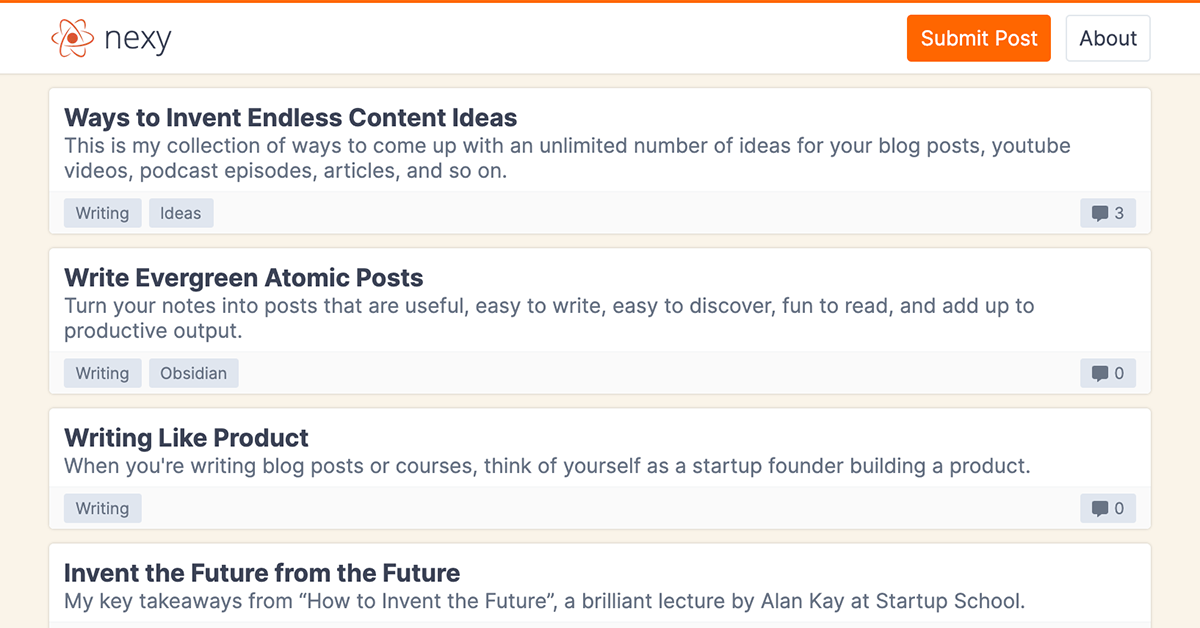 nexy
Submit Post
About
Ways to Invent Endless Content Ideas
This is my collection of ways to come up with an unlimited number of ideas for your blog posts, youtube
videos, podcast episodes, articles, and so on.
Writing
Ideas
3
Write Evergreen Atomic Posts
Turn your notes into posts that are useful, easy to write, easy to discover, fun to read, and add up to
productive output.
Writing
Obsidian
0
Writing Like Product
When you're writing blog posts or courses, think of yourself as a startup founder building a product.
Writing
0
Invent the Future from the Future
My key takeaways from “How to Invent the Future”, a brilliant lecture by Alan Kay at Startup School.